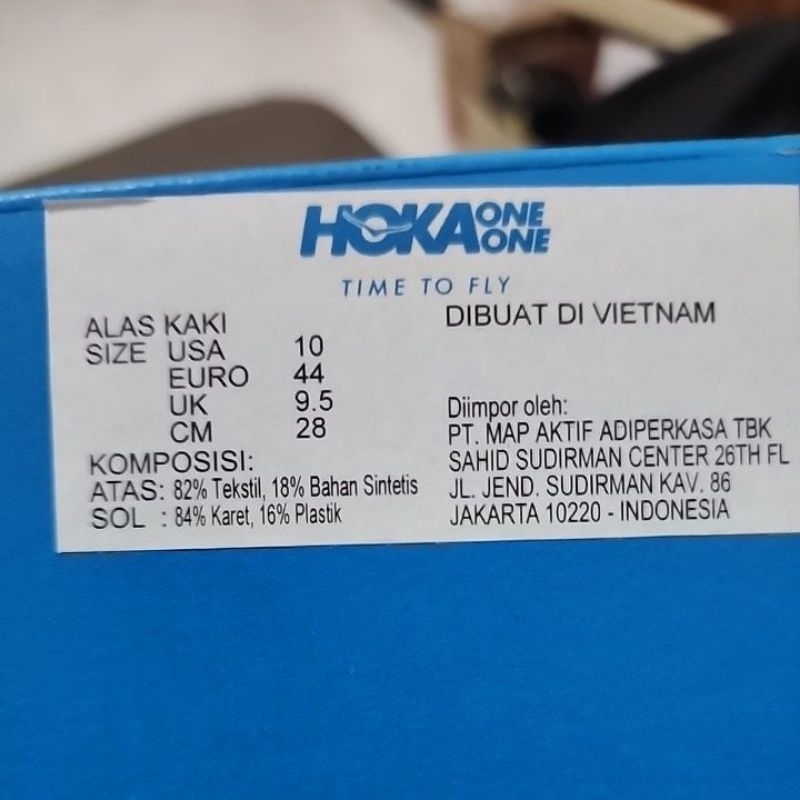 HOKA ONE ONE
TIME TO FLY
ALAS KAKI
SIZE USA 10
EURO 44
UK 9.5
CM 28
KOMPOSISI:
ATAS: 82% Tekstil, 18% Bahan Sintetis
SOL : 84% Karet, 16% Plastik
DIBUAT DI VIETNAM
Diimpor oleh:
PT. MAP AKTIF ADIPERKASA TBK
SAHID SUDIRMAN CENTER 26TH FL
JL. JEND. SUDIRMAN KAV. 86
JAKARTA 10220 - INDONESIA